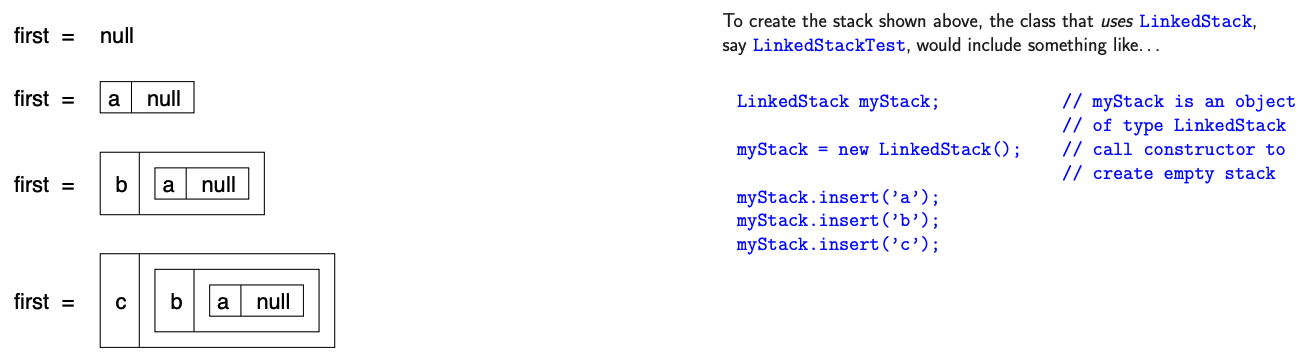 first = null
first = a null
first = b a null
first = c b a null
To create the stack shown above, the class that uses LinkedStack,
say LinkedStackTest, would include something like…
LinkedStack myStack; // myStack is an object
// of type LinkedStack
myStack = new LinkedStack(); // call constructor to
// create empty stack
myStack.insert(’a’);
myStack.insert(’b’);
myStack.insert(’c’);